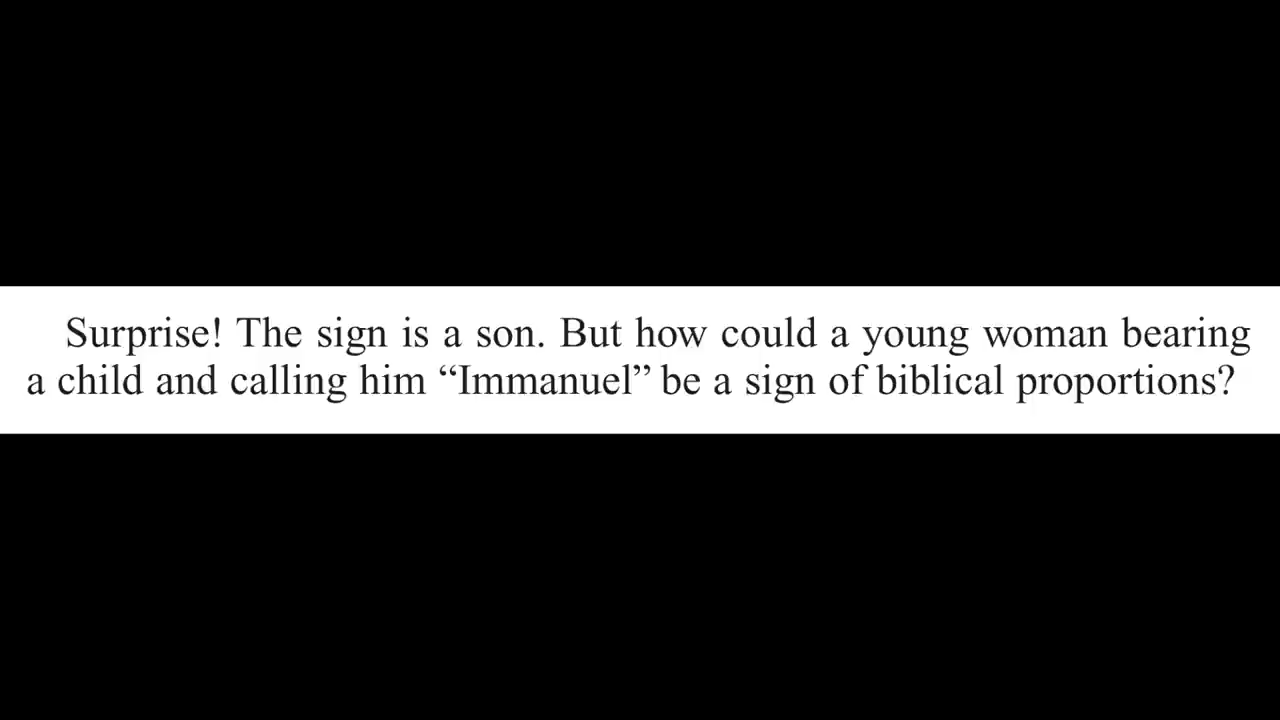 Surprise! The sign is a son. But how could a young woman bearing
a child and calling him “Immanuel” be a sign of biblical proportions?